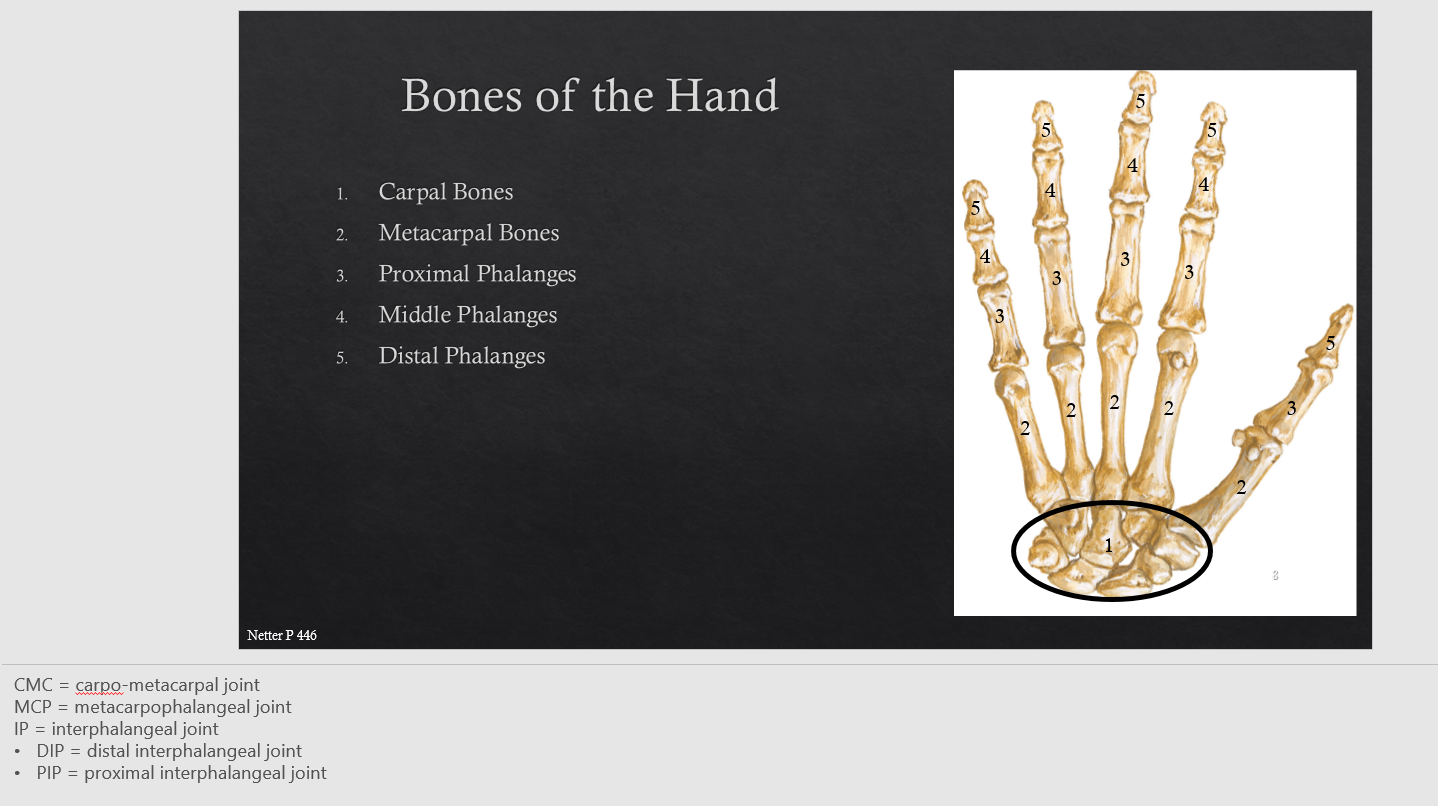 Bones of the Hand
1. Carpal Bones
2. Metacarpal Bones
3. Proximal Phalanges
4. Middle Phalanges
5. Distal Phalanges
5
5
5
5
4
4
4
4
3
3
3
3
5
3
2
2
2
2
2
1
8
Netter P 446
CMC = carpo-metacarpal joint
MCP = metacarpophalangeal joint
IP = interphalangeal joint
• DIP = distal interphalangeal joint
• PIP = proximal interphalangeal joint